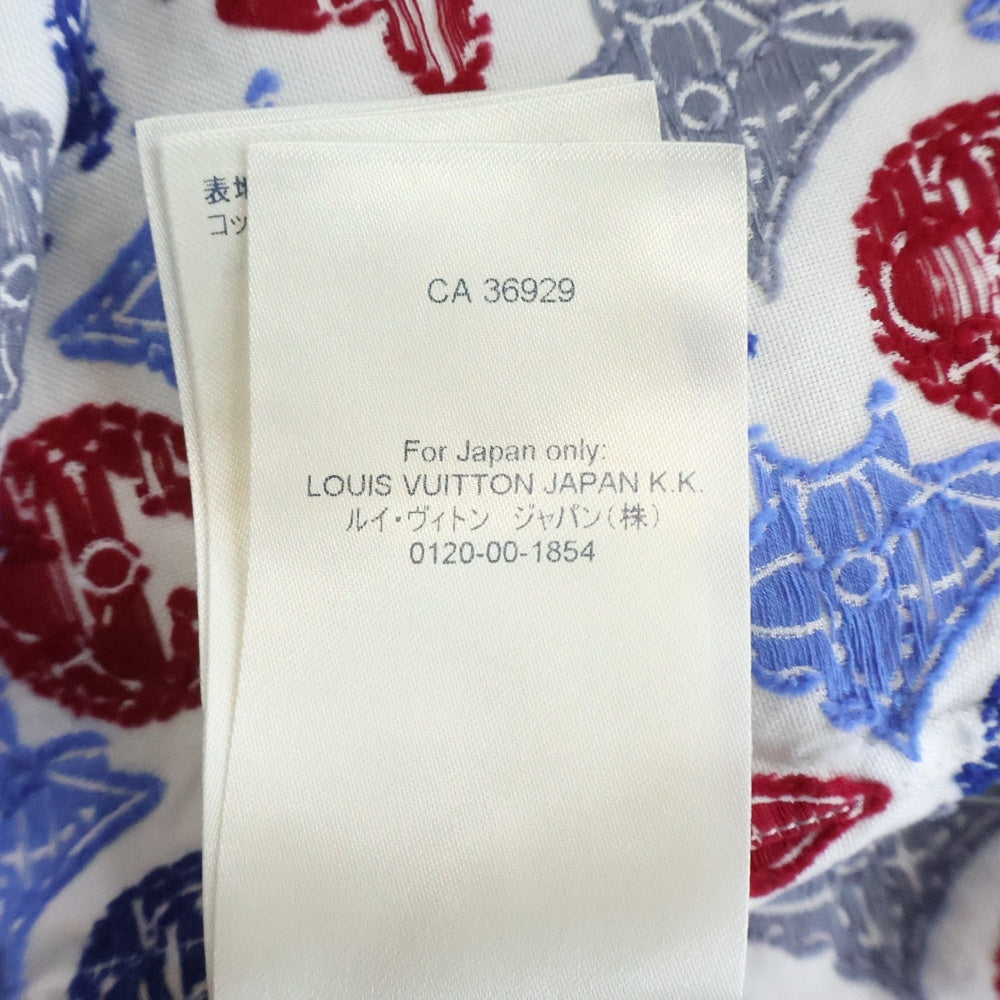 表地
コッ
CA 36929
For Japan only:
LOUIS VUITTON JAPAN K.K.
ルイ・ヴィトン ジャパン(株)
0120-00-1854